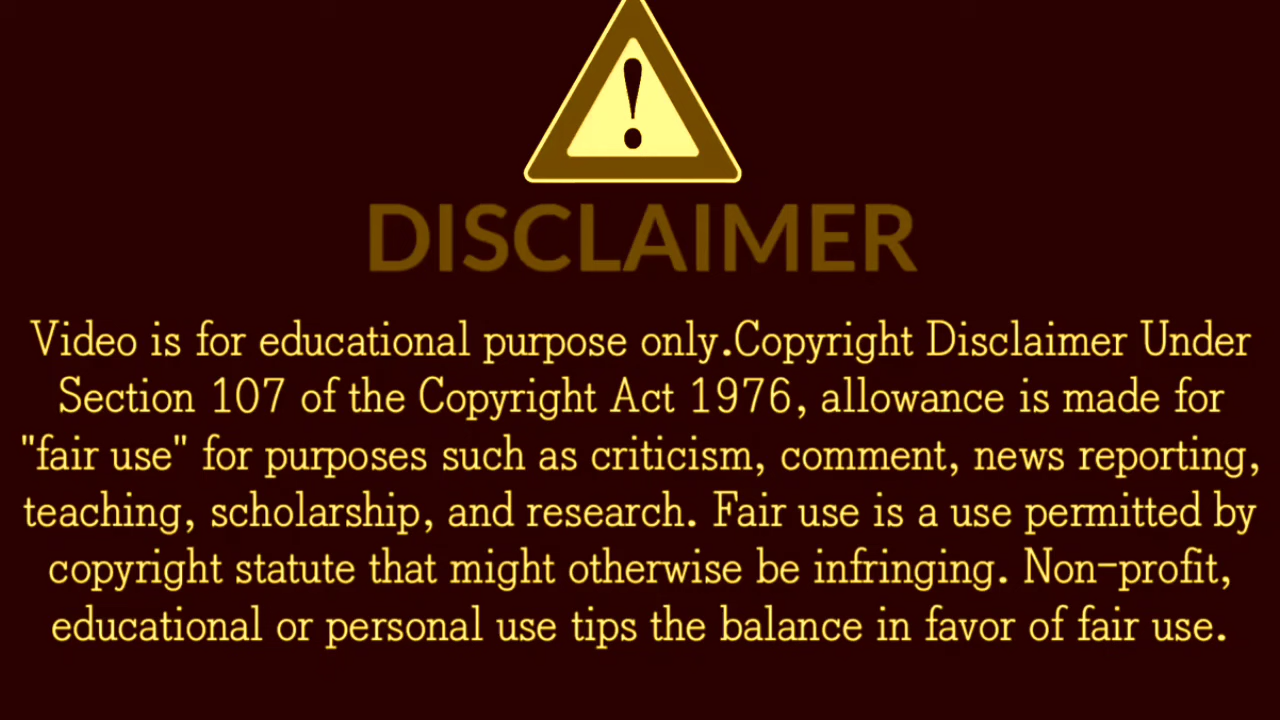 DISCLAIMER
Video is for educational purpose only.Copyright Disclaimer Under
Section 107 of the Copyright Act 1976, allowance is made for
"fair use" for purposes such as criticism, comment, news reporting,
teaching, scholarship, and research. Fair use is a use permitted by
copyright statute that might otherwise be infringing. Non-profit,
educational or personal use tips the balance in favor of fair use.